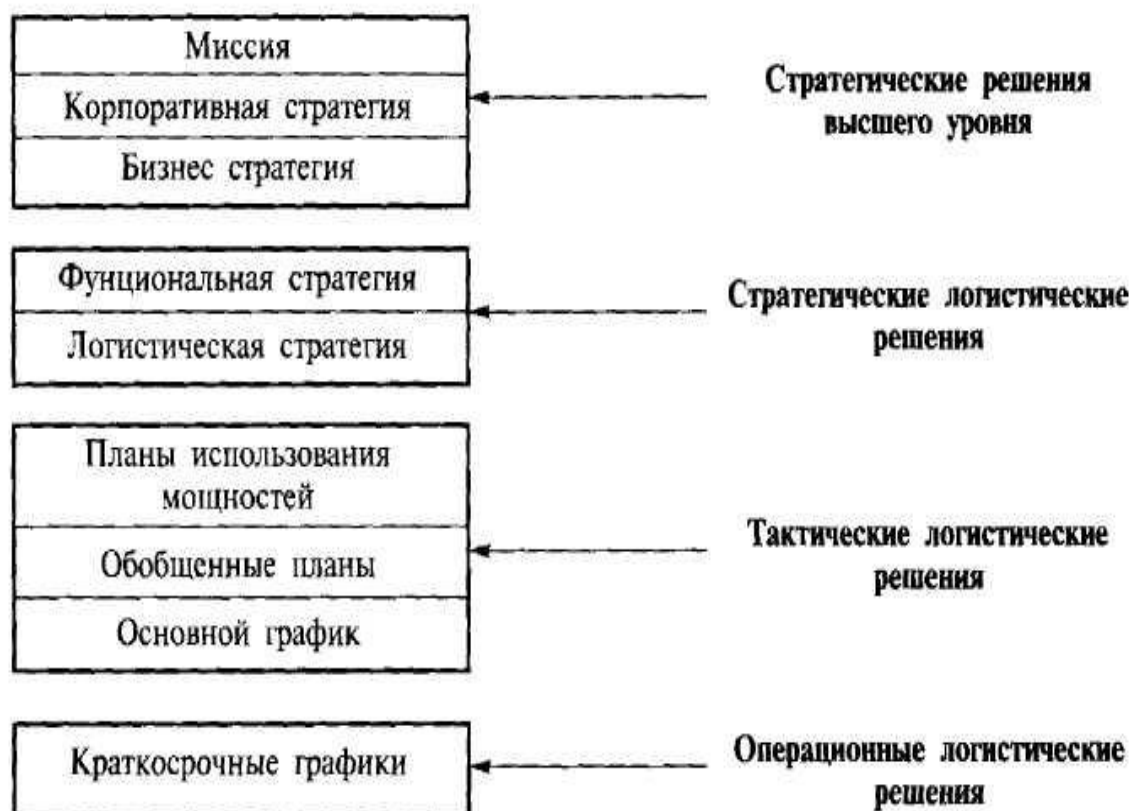 Миссия
Корпоративная стратегия
Бизнес стратегия
Стратегические решения
высшего уровня
Фунциональная стратегия
Логистическая стратегия
Стратегические логистические
решения
Планы использования
мощностей
Обобщенные планы
Основной график
Тактические логистические
решения
Краткосрочные графики
Операционные логистические
решения